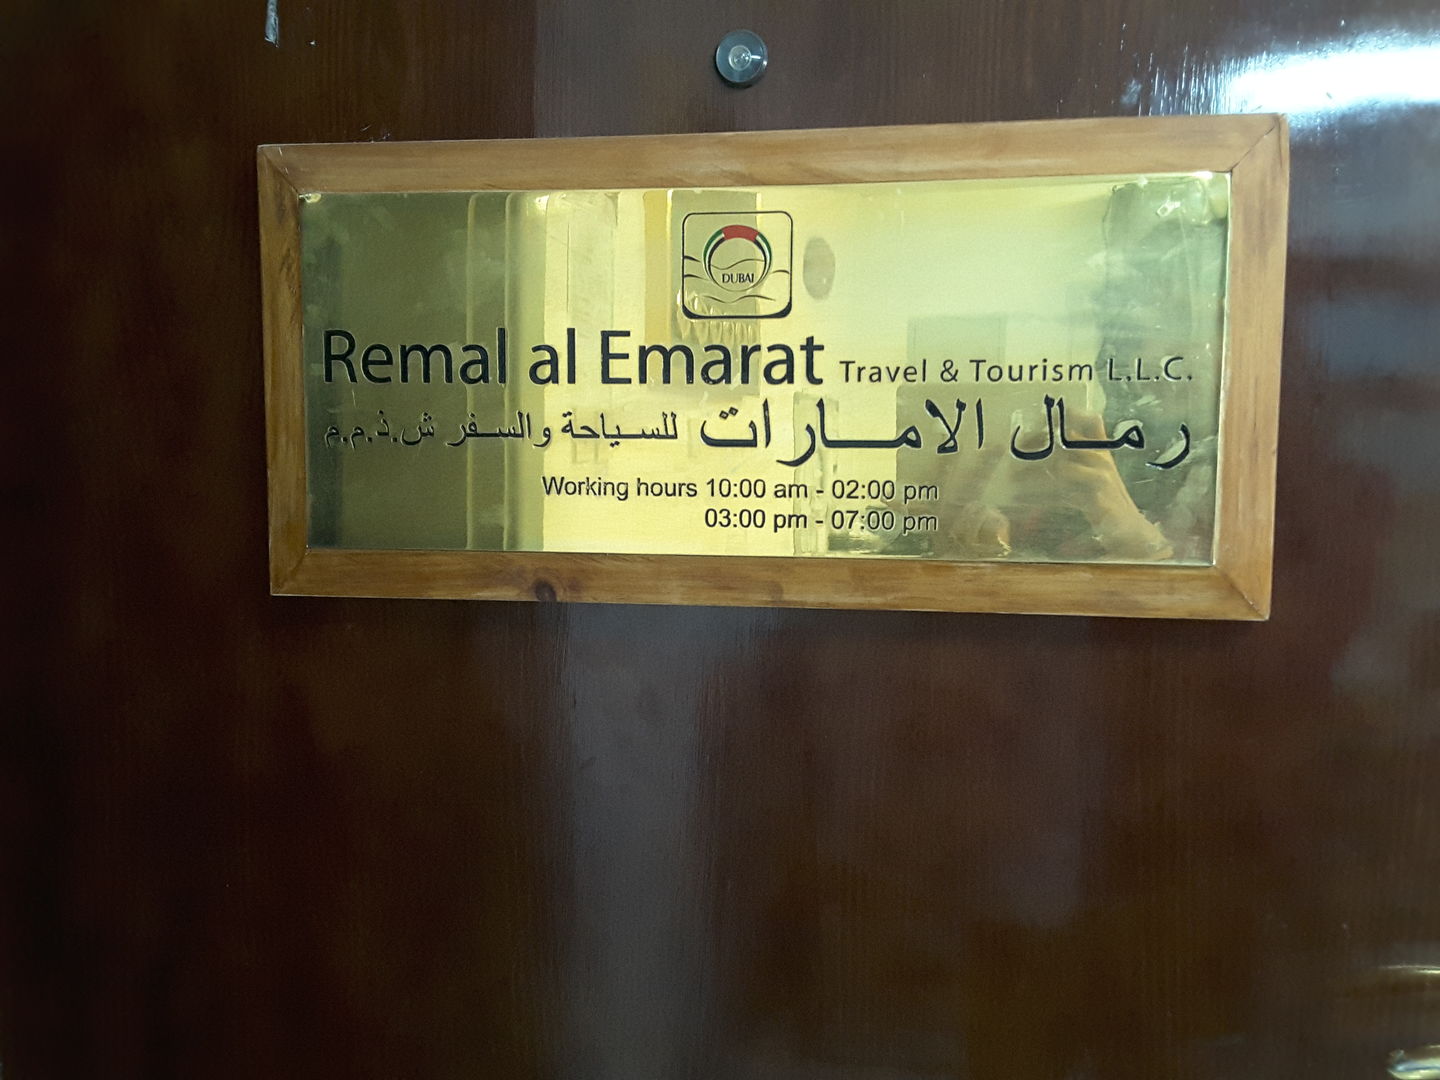 DUBAI
Remal al Emarat Travel & Tourism L.L.C.
رمال الامارات للسياحة والسفر ش.ذ.م.م
Working hours 10:00 am - 02:00 pm
03:00 pm - 07:00 pm